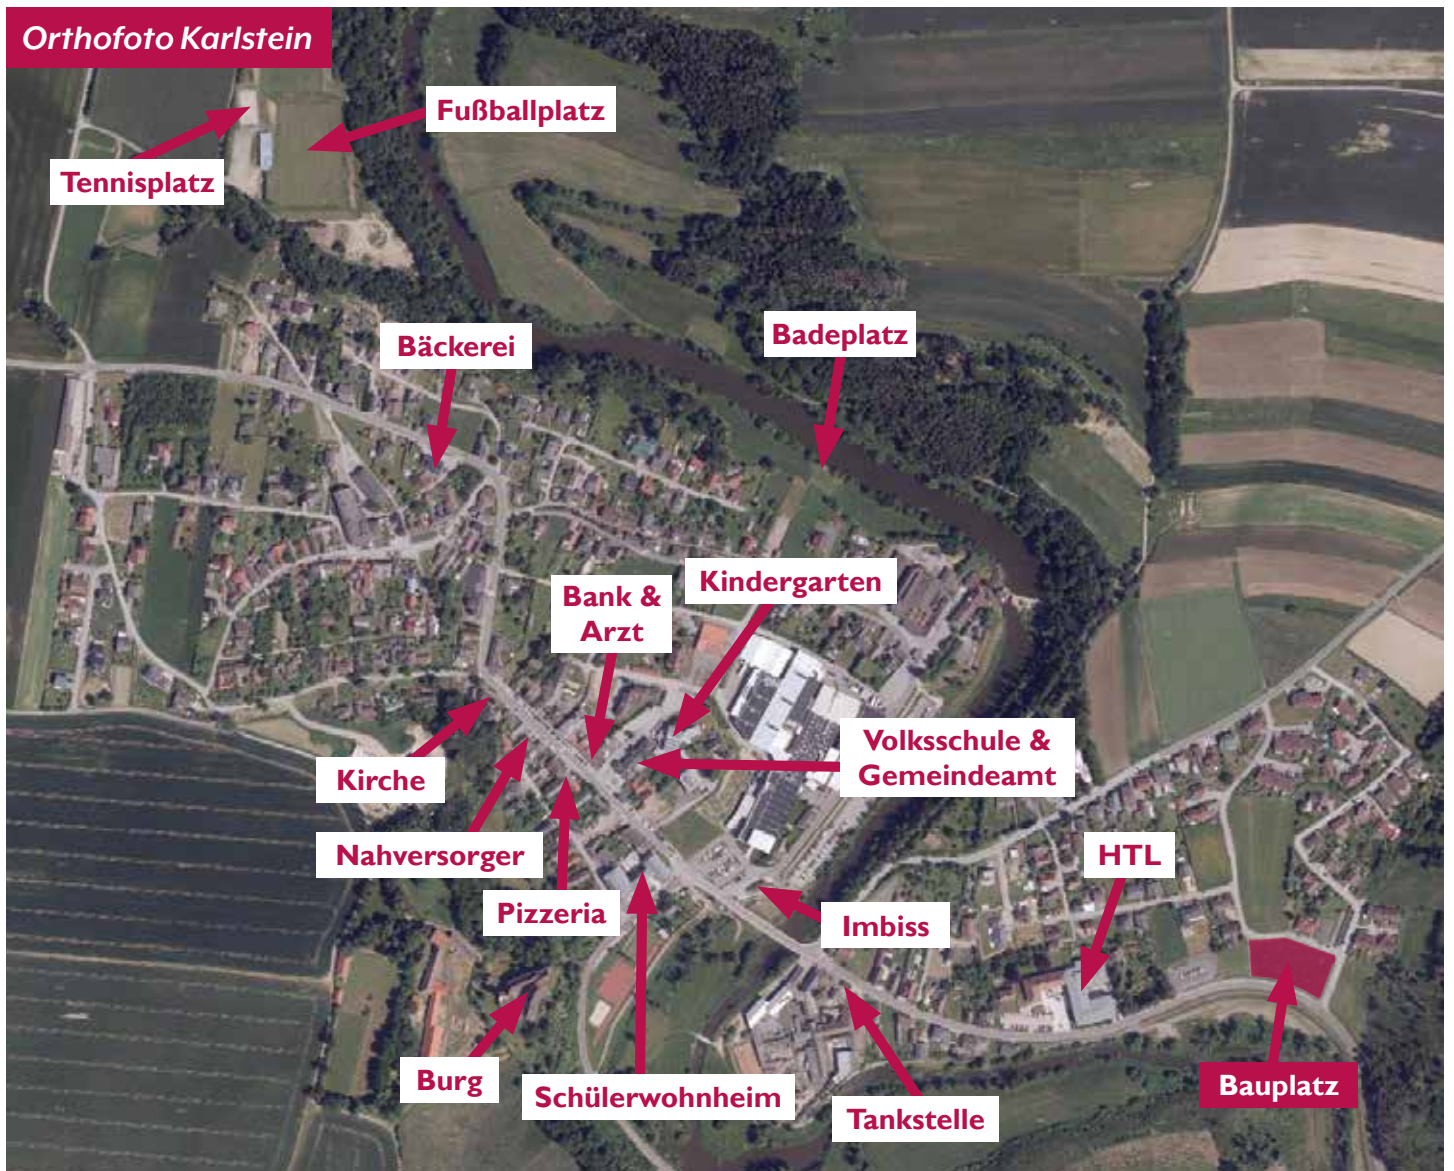 Orthofoto Karlstein
Fußballplatz
Tennisplatz
Bäckerei
Badeplatz
Bank &
Arzt
Kindergarten
Volksschule &
Gemeindeamt
Kirche
Nahversorger
Pizzeria
HTL
Imbiss
Burg
Schülerwohnheim
Tankstelle
Bauplatz